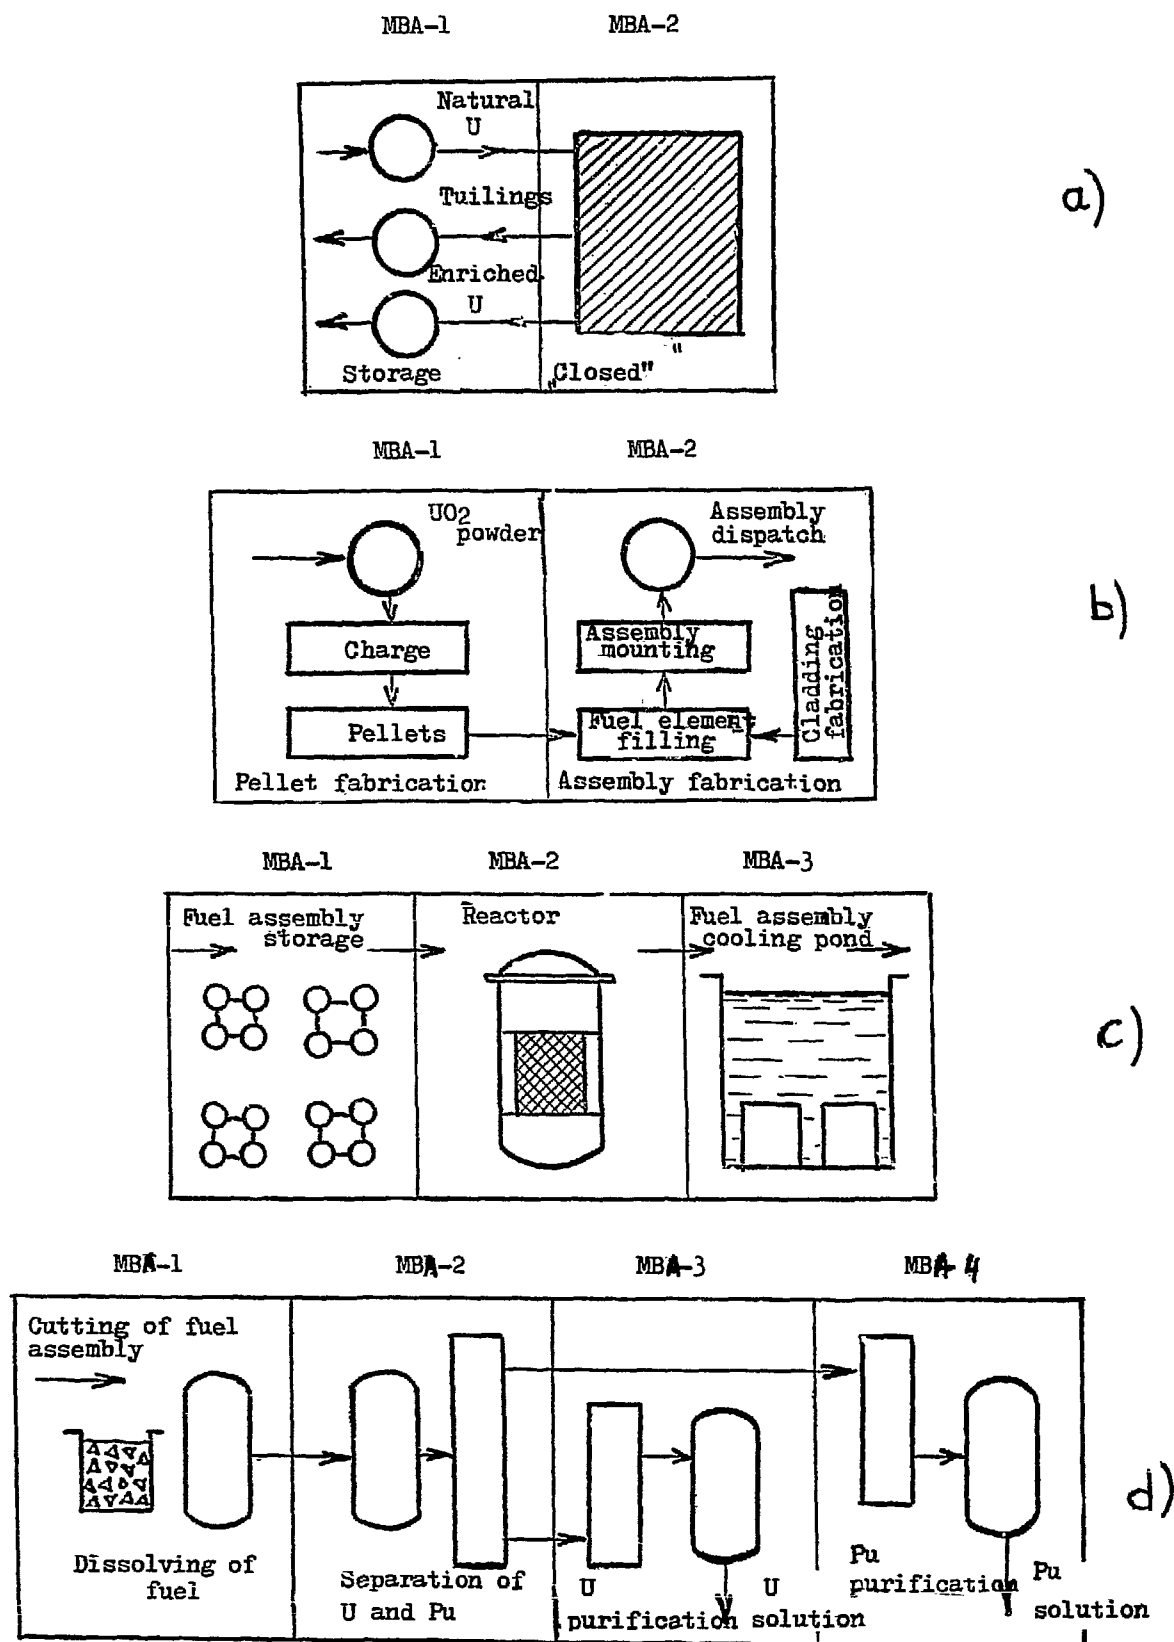 MBA-1 MBA-2
Natural
U
Tuilings
Enriched
U
Storage
„Closed"
"
a)
MBA-1 MBA-2
UO2
powder
Assembly
dispatch
Charge
Assembly
mounting
Cladding
fabrication
Pellets
Fuel element
filling
Pellet fabrication
Assembly fabrication
b)
MBA-1 MBA-2 MBA-3
Fuel assembly
storage
Reactor
Fuel assembly
cooling pond
c)
MBA-1 MBA-2 MBA-3 MBA-4
Cutting of fuel
assembly
Dissolving of
fuel
Separation of
U and Pu
U
purification
U
solution
Pu
purification
Pu
solution
d)